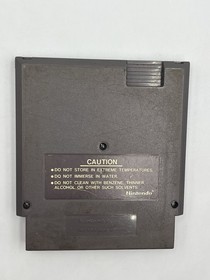 CAUTION
•DO NOT STORE IN EXTREME TEMPERATURES.
•DO NOT IMMERSE IN WATER.
•DO NOT CLEAN WITH BENZENE, THINNER,
ALCOHOL OR OTHER SUCH SOLVENTS.
Nintendo